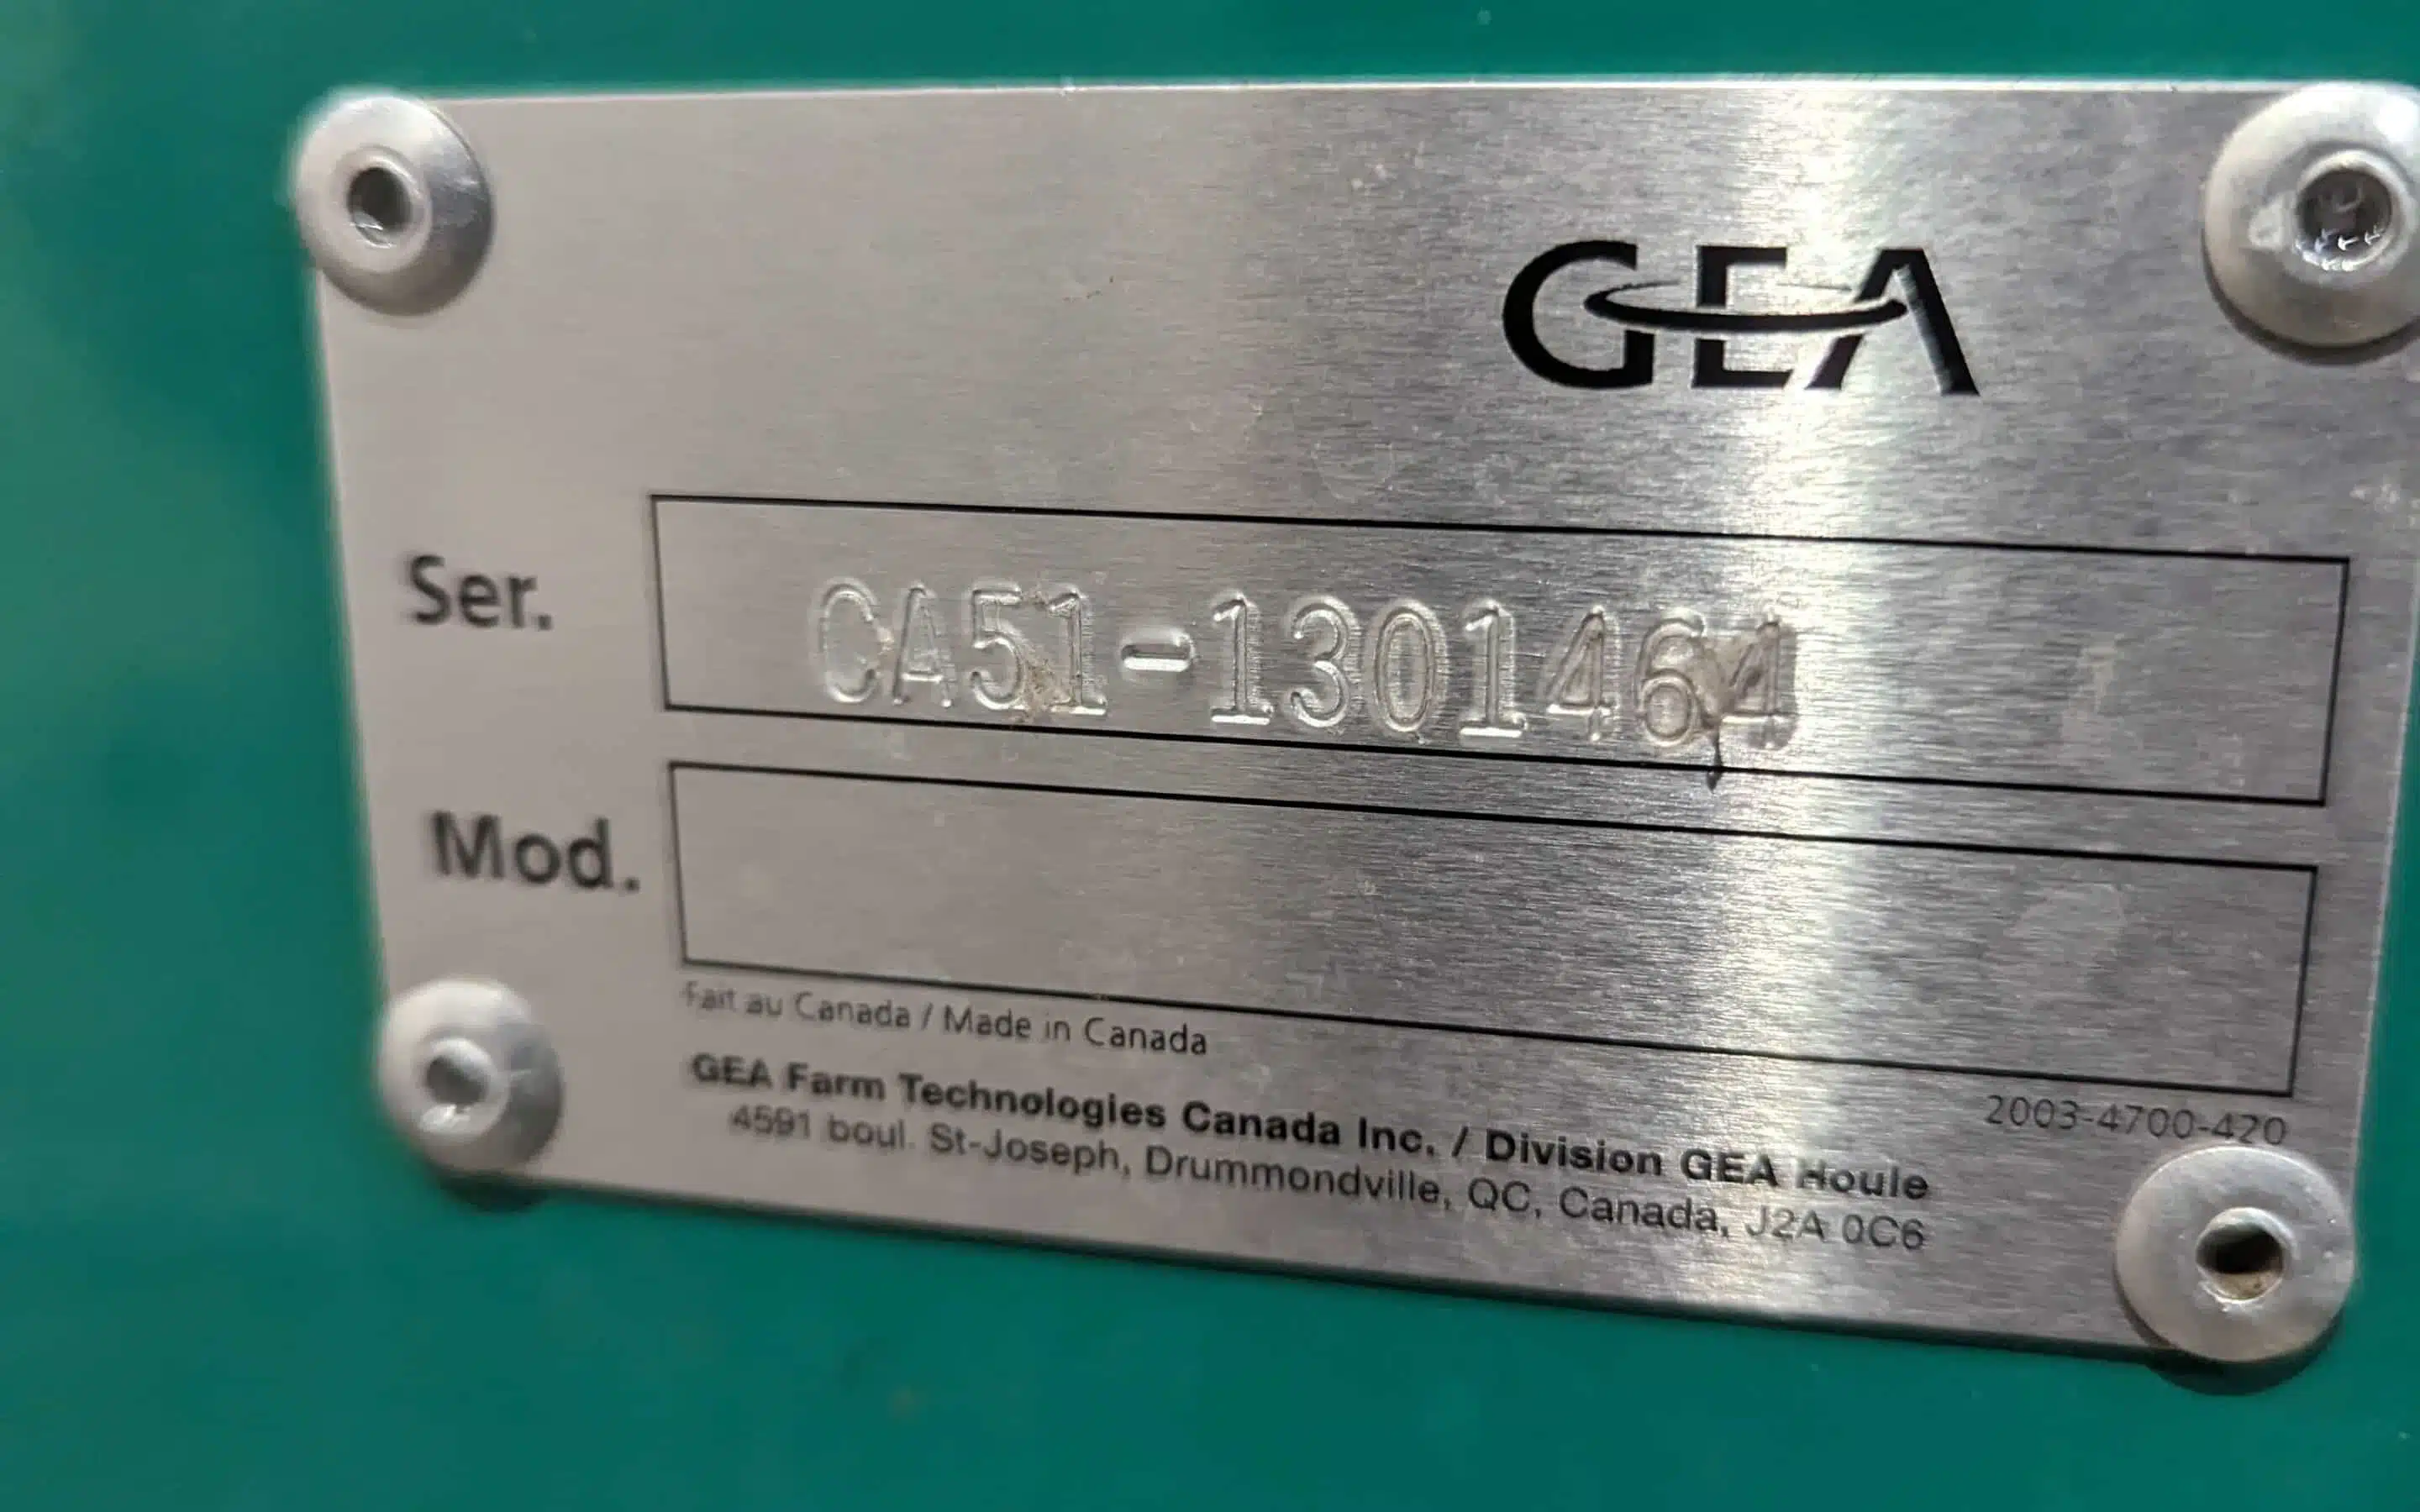 GEA
Ser. CA51-1301464
Mod.
Fait au Canada / Made in Canada
2003-4700-420
GEA Farm Technologies Canada Inc. / Division GEA Houle
4591 boul. St-Joseph, Drummondville, QC, Canada, J2A 0C6